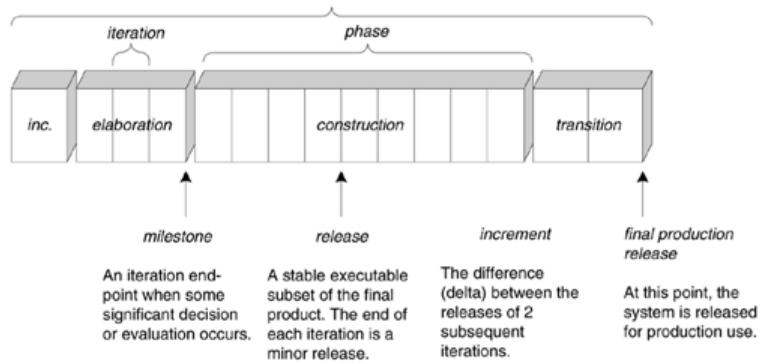 iteration
phase
inc.
elaboration
construction
transition
milestone
An iteration end-
point when some
significant decision
or evaluation occurs.
release
A stable executable
subset of the final
product. The end of
each iteration is a
minor release.
increment
The difference
(delta) between the
releases of 2
subsequent
iterations.
final production
release
At this point, the
system is released
for production use.